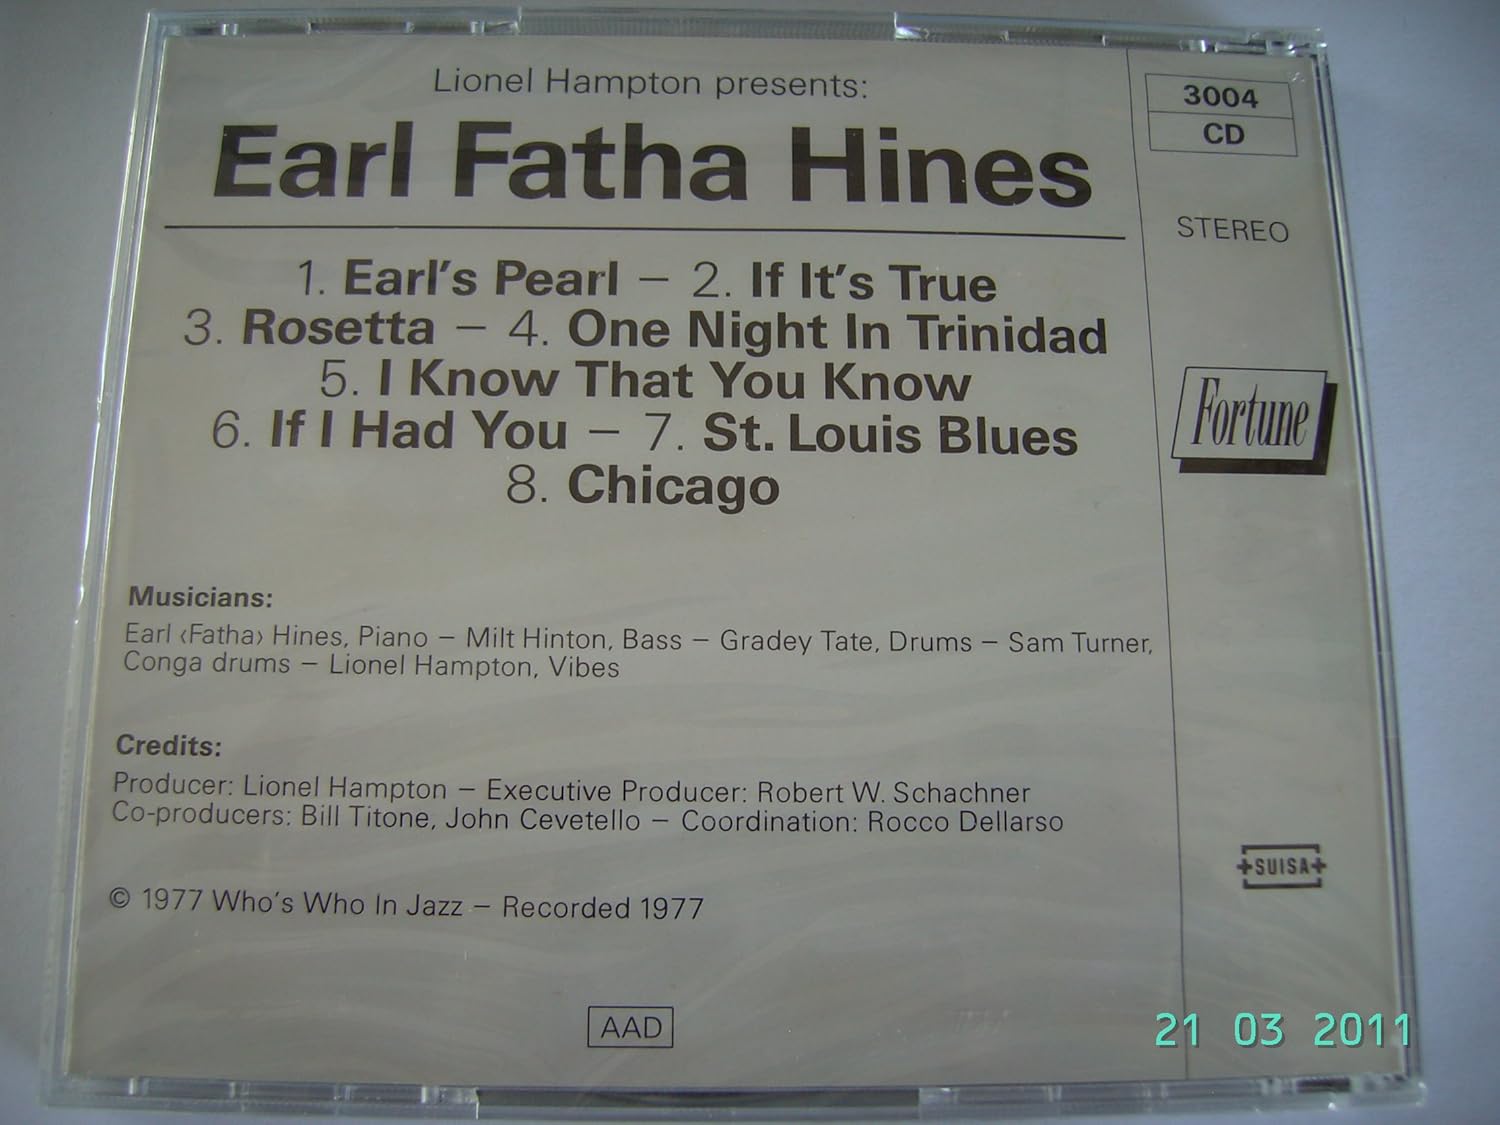 Lionel Hampton presents:
Earl Fatha Hines
1. Earl's Pearl – 2. If It's True
3. Rosetta – 4. One Night In Trinidad
5. I Know That You Know
6. If I Had You – 7. St. Louis Blues
8. Chicago
Musicians:
Earl ‹Fatha› Hines, Piano – Milt Hinton, Bass – Gradey Tate, Drums – Sam Turner,
Conga drums – Lionel Hampton, Vibes
Credits:
Producer: Lionel Hampton – Executive Producer: Robert W. Schachner
Co-producers: Bill Titone, John Cevetello – Coordination: Rocco Dellarso
© 1977 Who's Who In Jazz – Recorded 1977
AAD
3004
CD
STEREO
Fortune
+SUISA+
21 03 2011